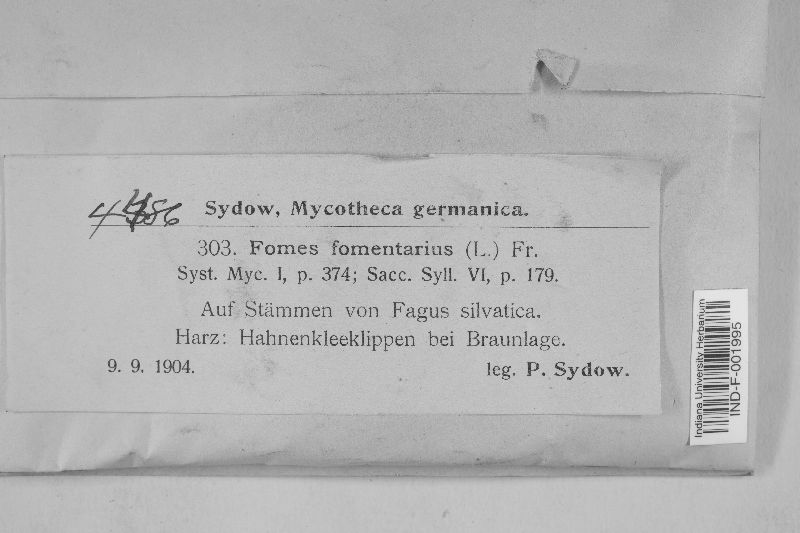 Sydow, Mycotheca germanica.
303. Fomes fomentarius (L.) Fr.
Syst. Myc. I, p. 374; Sacc. Syll. VI, p. 179.
Auf Stämmen von Fagus silvatica.
Harz: Hahnenkleeklippen bei Braunlage.
9. 9. 1904. leg. P. Sydow.
Indiana University Herbarium
IND-F-001995